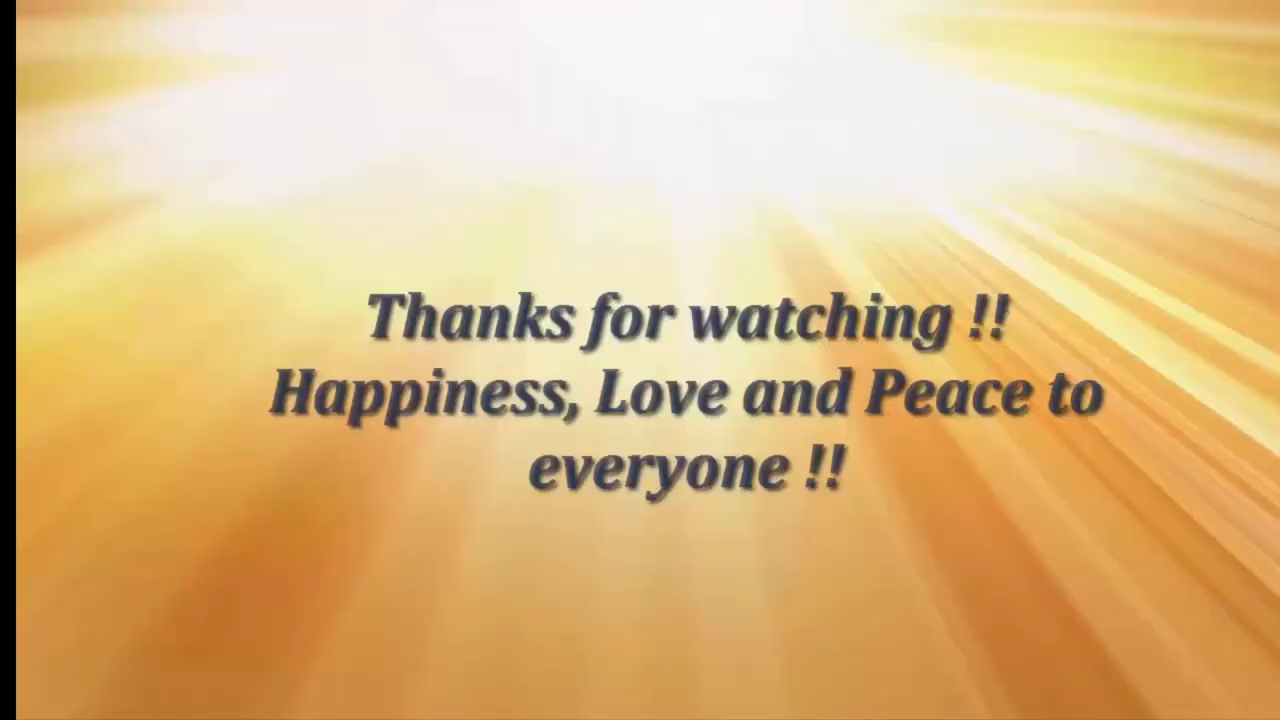 Thanks for watching !!
Happiness, Love and Peace to
everyone !!